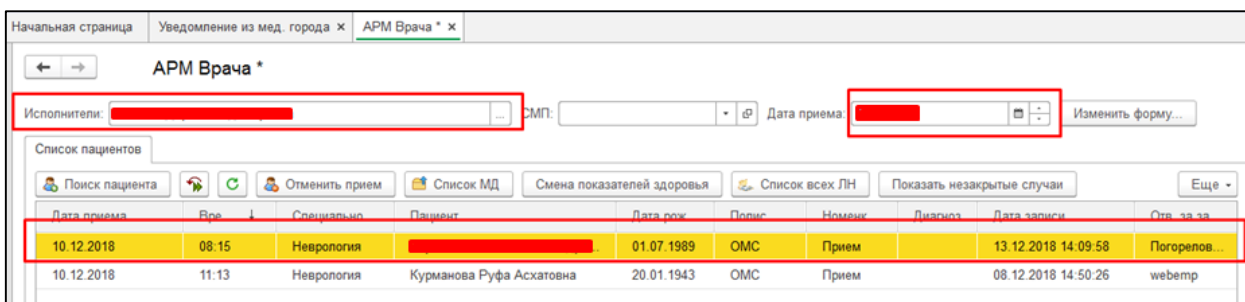 Начальная страница Уведомление из мед. города × АРМ Врача * ×
АРМ Врача *
Исполнители: ... СМП: Дата приема: Изменить форму...
Список пациентов
Поиск пациента Отменить прием Список МД Смена показателей здоровья Список всех ЛН Показать незакрытые случаи Еще
Дата приема Вре... Специально... Пациент Дата рож... Полис Номенк... Диагноз Дата записи Отв. за за...
10.12.2018 08:15 Неврология 01.07.1989 ОМС Прием 13.12.2018 14:09:58 Погорелов...
10.12.2018 11:13 Неврология Курманова Руфа Асхатовна 20.01.1943 ОМС Прием 08.12.2018 14:50:26 webemp